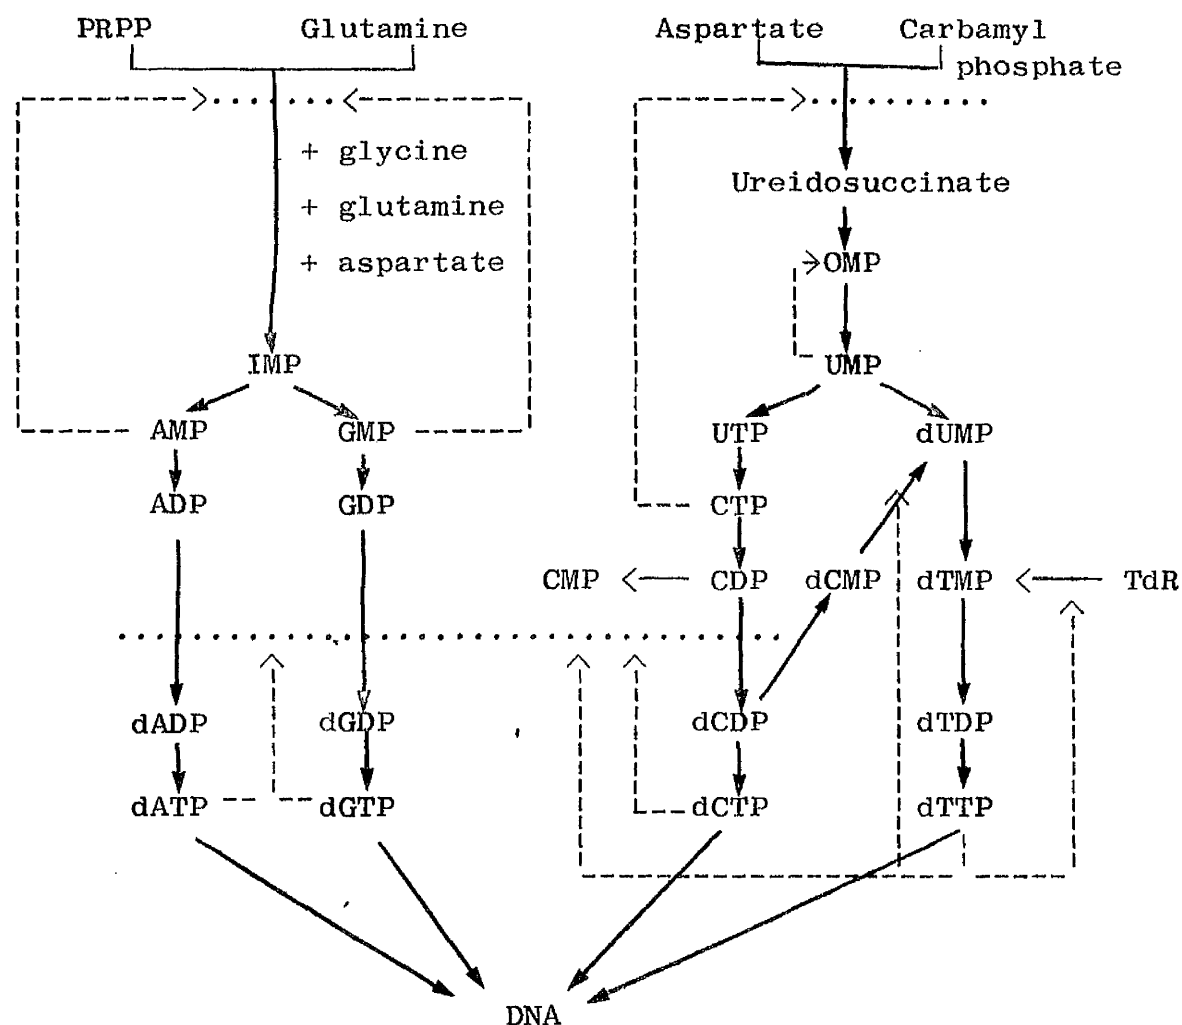 PRPP Glutamine Aspartate Carbamyl
phosphate
+ glycine
Ureidosuccinate
+ glutamine
+ aspartate
OMP
IMP UMP
AMP GMP UTP dUMP
ADP GDP CTP
CMP CDP dCMP dTMP TdR
dADP dGDP dCDP dTDP
dATP dGTP dCTP dTTP
DNA